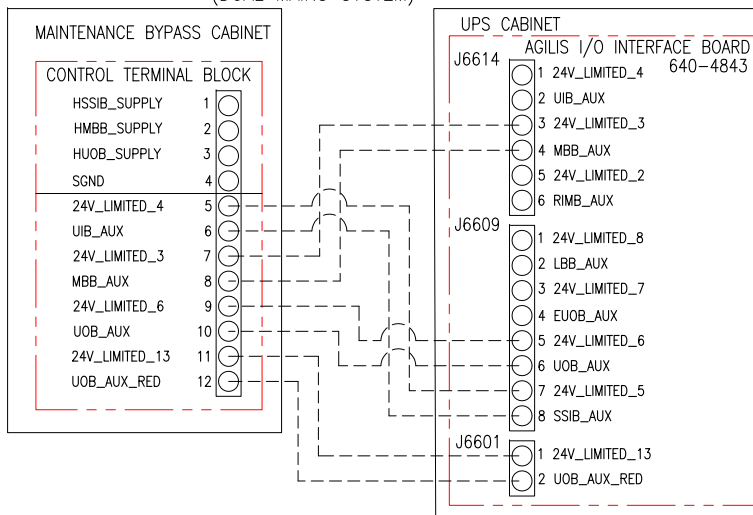 (DUAL MAINS SYSTEM)
MAINTENANCE BYPASS CABINET
CONTROL TERMINAL BLOCK
HSSIB_SUPPLY 1
HMBB_SUPPLY 2
HUOB_SUPPLY 3
SGND 4
24V_LIMITED_4 5
UIB_AUX 6
24V_LIMITED_3 7
MBB_AUX 8
24V_LIMITED_6 9
UOB_AUX 10
24V_LIMITED_13 11
UOB_AUX_RED 12
UPS CABINET
AGILIS I/O INTERFACE BOARD
640-4843
J6614
1 24V_LIMITED_4
2 UIB_AUX
3 24V_LIMITED_3
4 MBB_AUX
5 24V_LIMITED_2
6 RIMB_AUX
J6609
1 24V_LIMITED_8
2 LBB_AUX
3 24V_LIMITED_7
4 EUOB_AUX
5 24V_LIMITED_6
6 UOB_AUX
7 24V_LIMITED_5
8 SSIB_AUX
J6601
1 24V_LIMITED_13
2 UOB_AUX_RED